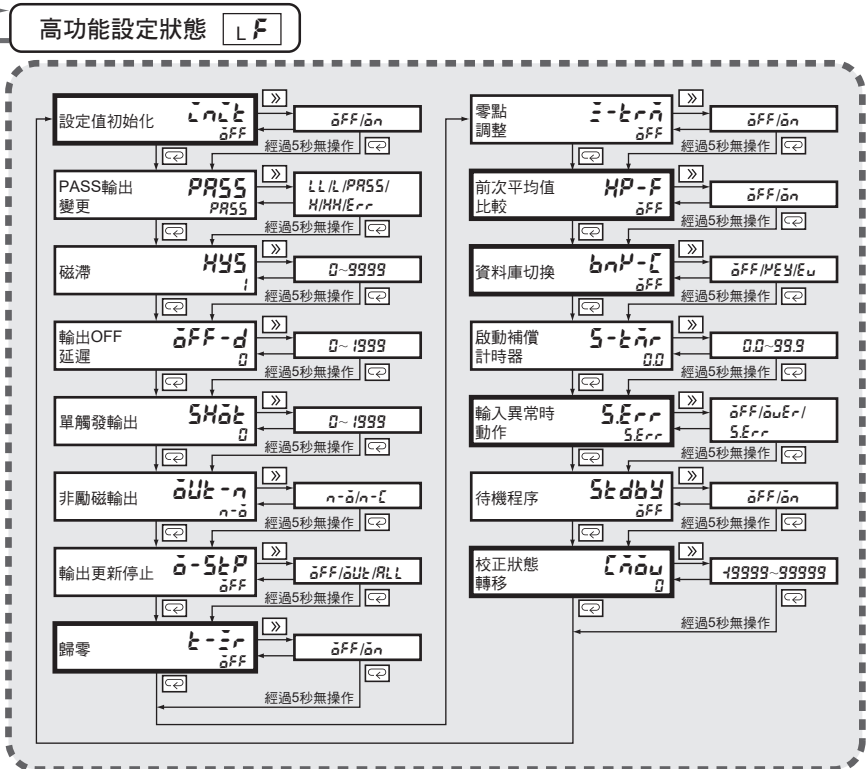 高功能設定狀態 LF
設定值初始化 INIT
OFF
OFF/ON
經過5秒無操作
PASS輸出
變更 PASS
PASS
LL/L/PASS/
H/HH/Err
經過5秒無操作
磁滯 HYS
1
0~9999
經過5秒無操作
輸出OFF
延遲 OFF-d
0
0~1999
經過5秒無操作
單觸發輸出 SHOt
0
0~1999
經過5秒無操作
非勵磁輸出 OUt-n
n-O
n-O/n-C
經過5秒無操作
輸出更新停止 O-StP
OFF
OFF/OUt/ALL
經過5秒無操作
歸零 t-Zr
OFF
OFF/ON
經過5秒無操作
零點
調整 Z-trM
OFF
OFF/ON
經過5秒無操作
前次平均值
比較 HP-F
OFF
OFF/ON
經過5秒無操作
資料庫切換 bnK-C
OFF
OFF/KEY/EV
經過5秒無操作
啟動補償
計時器 S-tMr
0.0
0.0~99.9
經過5秒無操作
輸入異常時
動作 S.Err
S.Err
OFF/OVEr/
S.Err
經過5秒無操作
待機程序 Stdby
OFF
OFF/ON
經過5秒無操作
校正狀態
轉移 CMOV
0
-19999~99999
經過5秒無操作